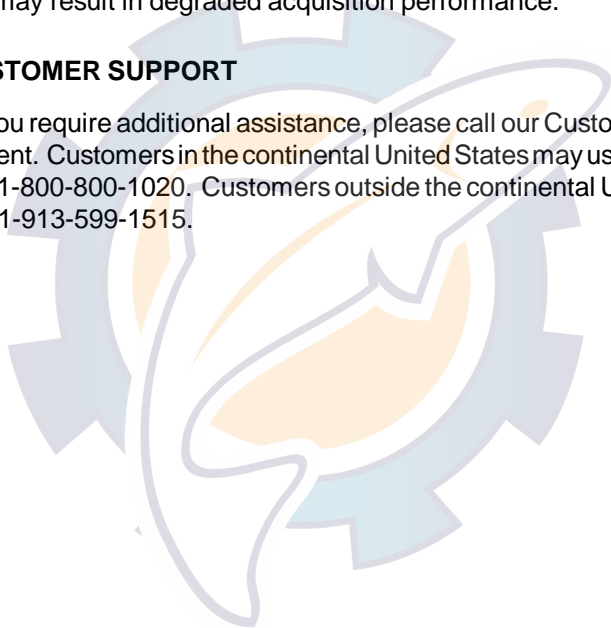 may result in degraded acquisition performance.
STOMER SUPPORT
ou require additional assistance, please call our Custo
ent. Customers in the continental United States may us
1-800-800-1020. Customers outside the continental U
1-913-599-1515.